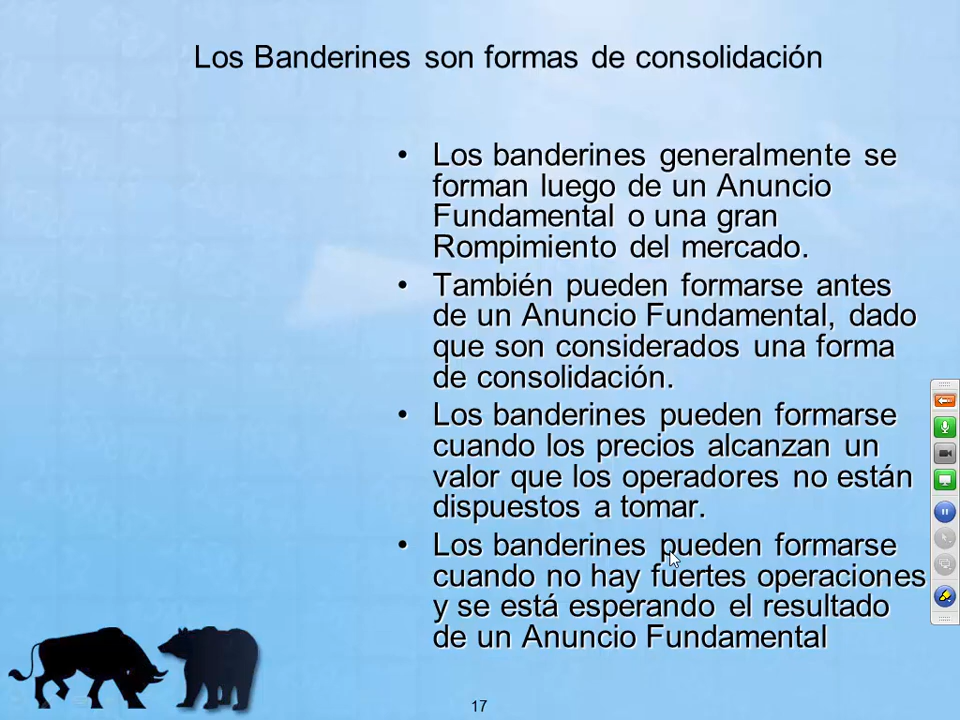 Los Banderines son formas de consolidación
• Los banderines generalmente se
forman luego de un Anuncio
Fundamental o una gran
Rompimiento del mercado.
• También pueden formarse antes
de un Anuncio Fundamental, dado
que son considerados una forma
de consolidación.
• Los banderines pueden formarse
cuando los precios alcanzan un
valor que los operadores no están
dispuestos a tomar.
• Los banderines pueden formarse
cuando no hay fuertes operaciones
y se está esperando el resultado
de un Anuncio Fundamental
17